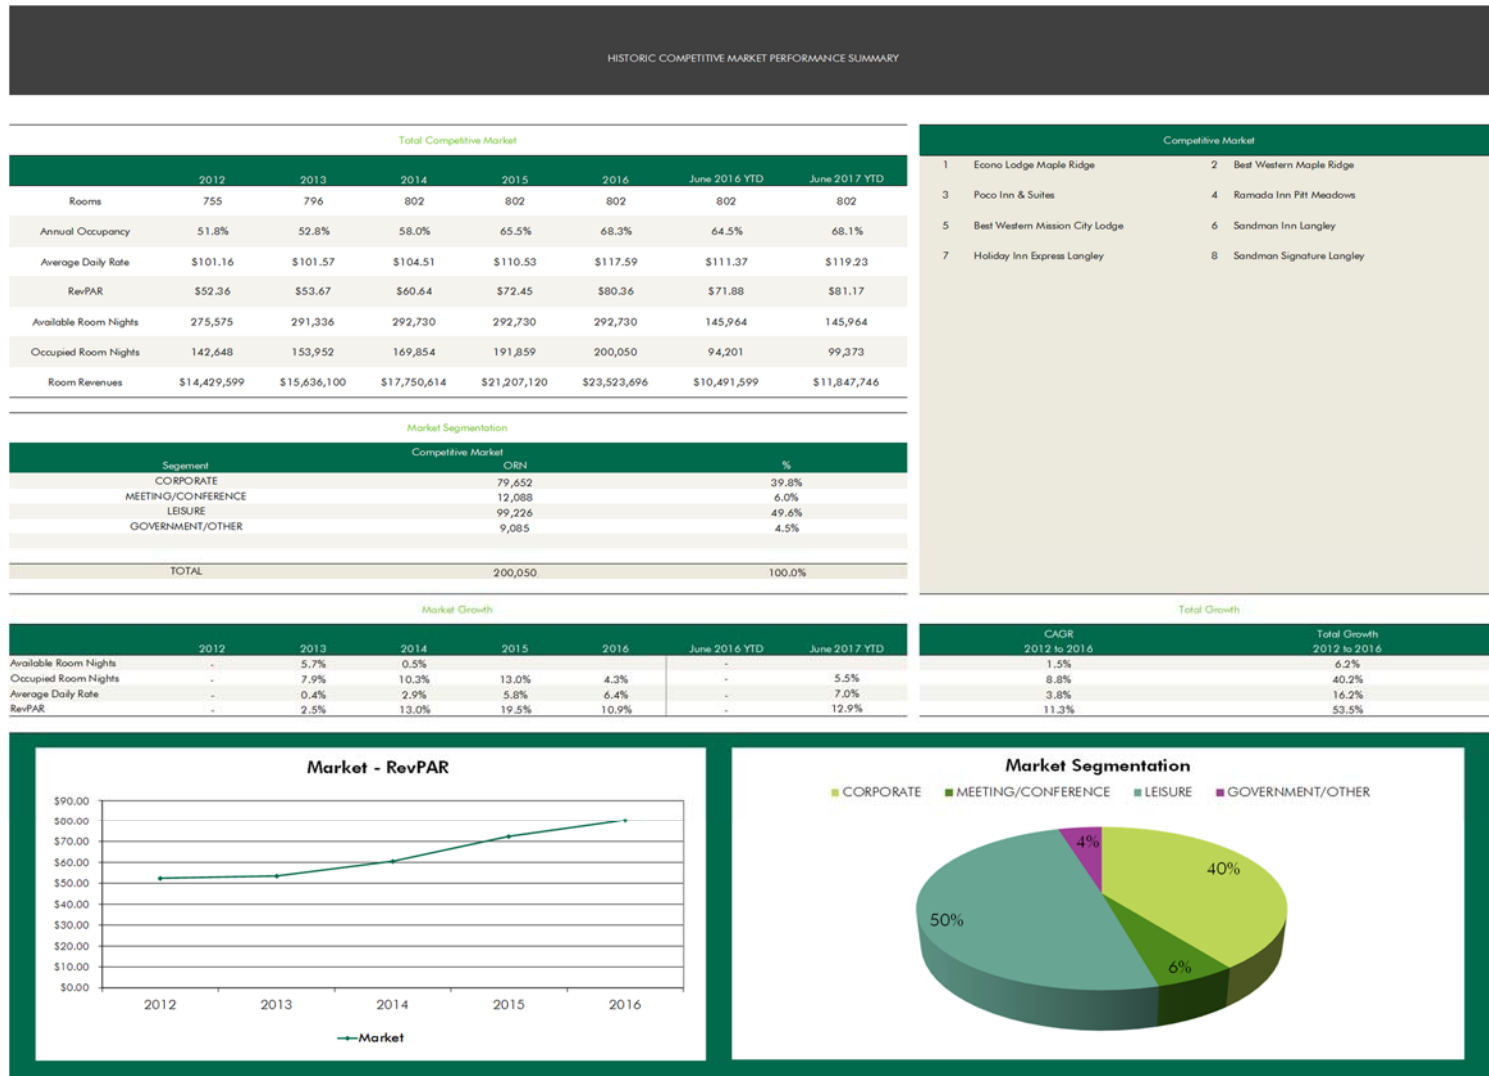 HISTORIC COMPETITIVE MARKET PERFORMANCE SUMMARY
Total Competitive Market
2012 2013 2014 2015 2016 June 2016 YTD June 2017 YTD
Rooms 755 796 802 802 802 802 802
Annual Occupancy 51.8% 52.8% 58.0% 65.5% 68.3% 64.5% 68.1%
Average Daily Rate $101.16 $101.57 $104.51 $110.53 $117.59 $111.37 $119.23
RevPAR $52.36 $53.67 $60.64 $72.45 $80.36 $71.88 $81.17
Available Room Nights 275,575 291,336 292,730 292,730 292,730 145,964 145,964
Occupied Room Nights 142,648 153,952 169,854 191,859 200,050 94,201 99,373
Room Revenues $14,429,599 $15,636,100 $17,750,614 $21,207,120 $23,523,696 $10,491,599 $11,847,746
Competitive Market
1 Econo Lodge Maple Ridge 2 Best Western Maple Ridge
3 Poco Inn & Suites 4 Ramada Inn Pitt Meadows
5 Best Western Mission City Lodge 6 Sandman Inn Langley
7 Holiday Inn Express Langley 8 Sandman Signature Langley
Market Segmentation
Competitive Market
Segement ORN %
CORPORATE 79,652 39.8%
MEETING/CONFERENCE 12,088 6.0%
LEISURE 99,226 49.6%
GOVERNMENT/OTHER 9,085 4.5%
TOTAL 200,050 100.0%
Market Growth
2012 2013 2014 2015 2016 June 2016 YTD June 2017 YTD
Available Room Nights - 5.7% 0.5% -
Occupied Room Nights - 7.9% 10.3% 13.0% 4.3% - 5.5%
Average Daily Rate - 0.4% 2.9% 5.8% 6.4% - 7.0%
RevPAR - 2.5% 13.0% 19.5% 10.9% - 12.9%
Total Growth
CAGR Total Growth
2012 to 2016 2012 to 2016
1.5% 6.2%
8.8% 40.2%
3.8% 16.2%
11.3% 53.5%
Market - RevPAR
$90.00
$80.00
$70.00
$60.00
$50.00
$40.00
$30.00
$20.00
$10.00
$0.00
2012 2013 2014 2015 2016
Market
Market Segmentation
CORPORATE MEETING/CONFERENCE LEISURE GOVERNMENT/OTHER
4%
40%
50%
6%